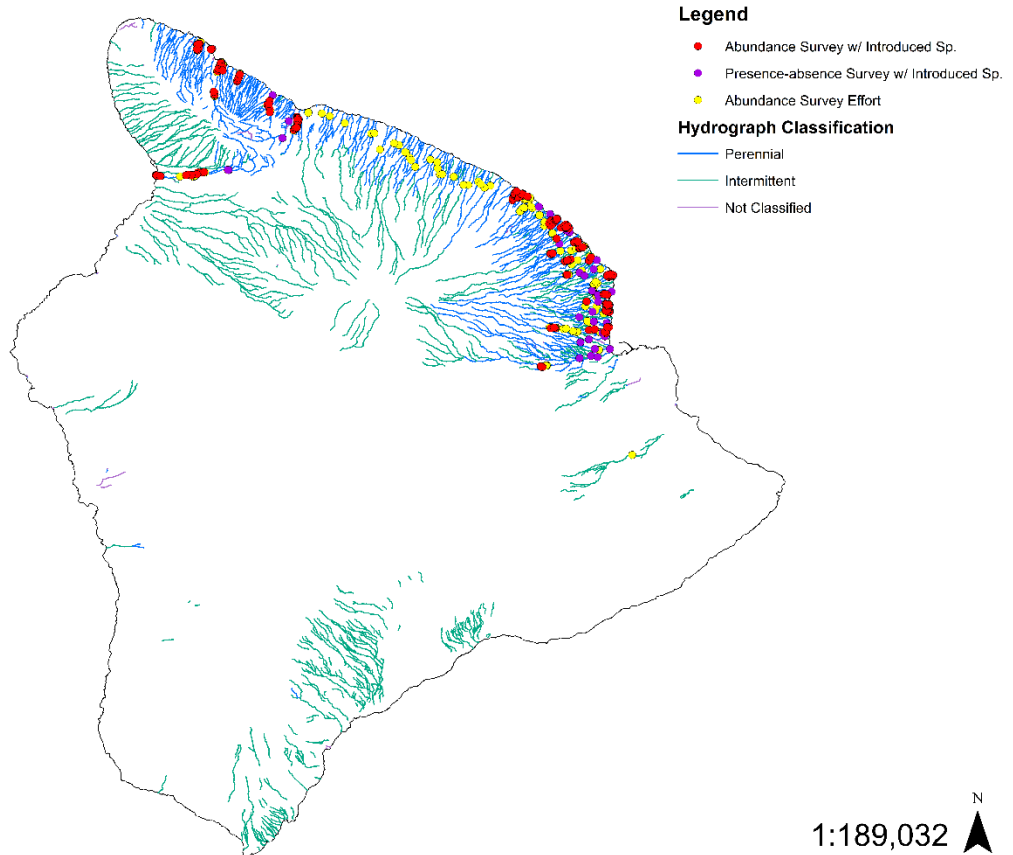 Legend
Abundance Survey w/ Introduced Sp.
Presence-absence Survey w/ Introduced Sp.
Abundance Survey Effort
Hydrograph Classification
Perennial
Intermittent
Not Classified
N
1:189,032